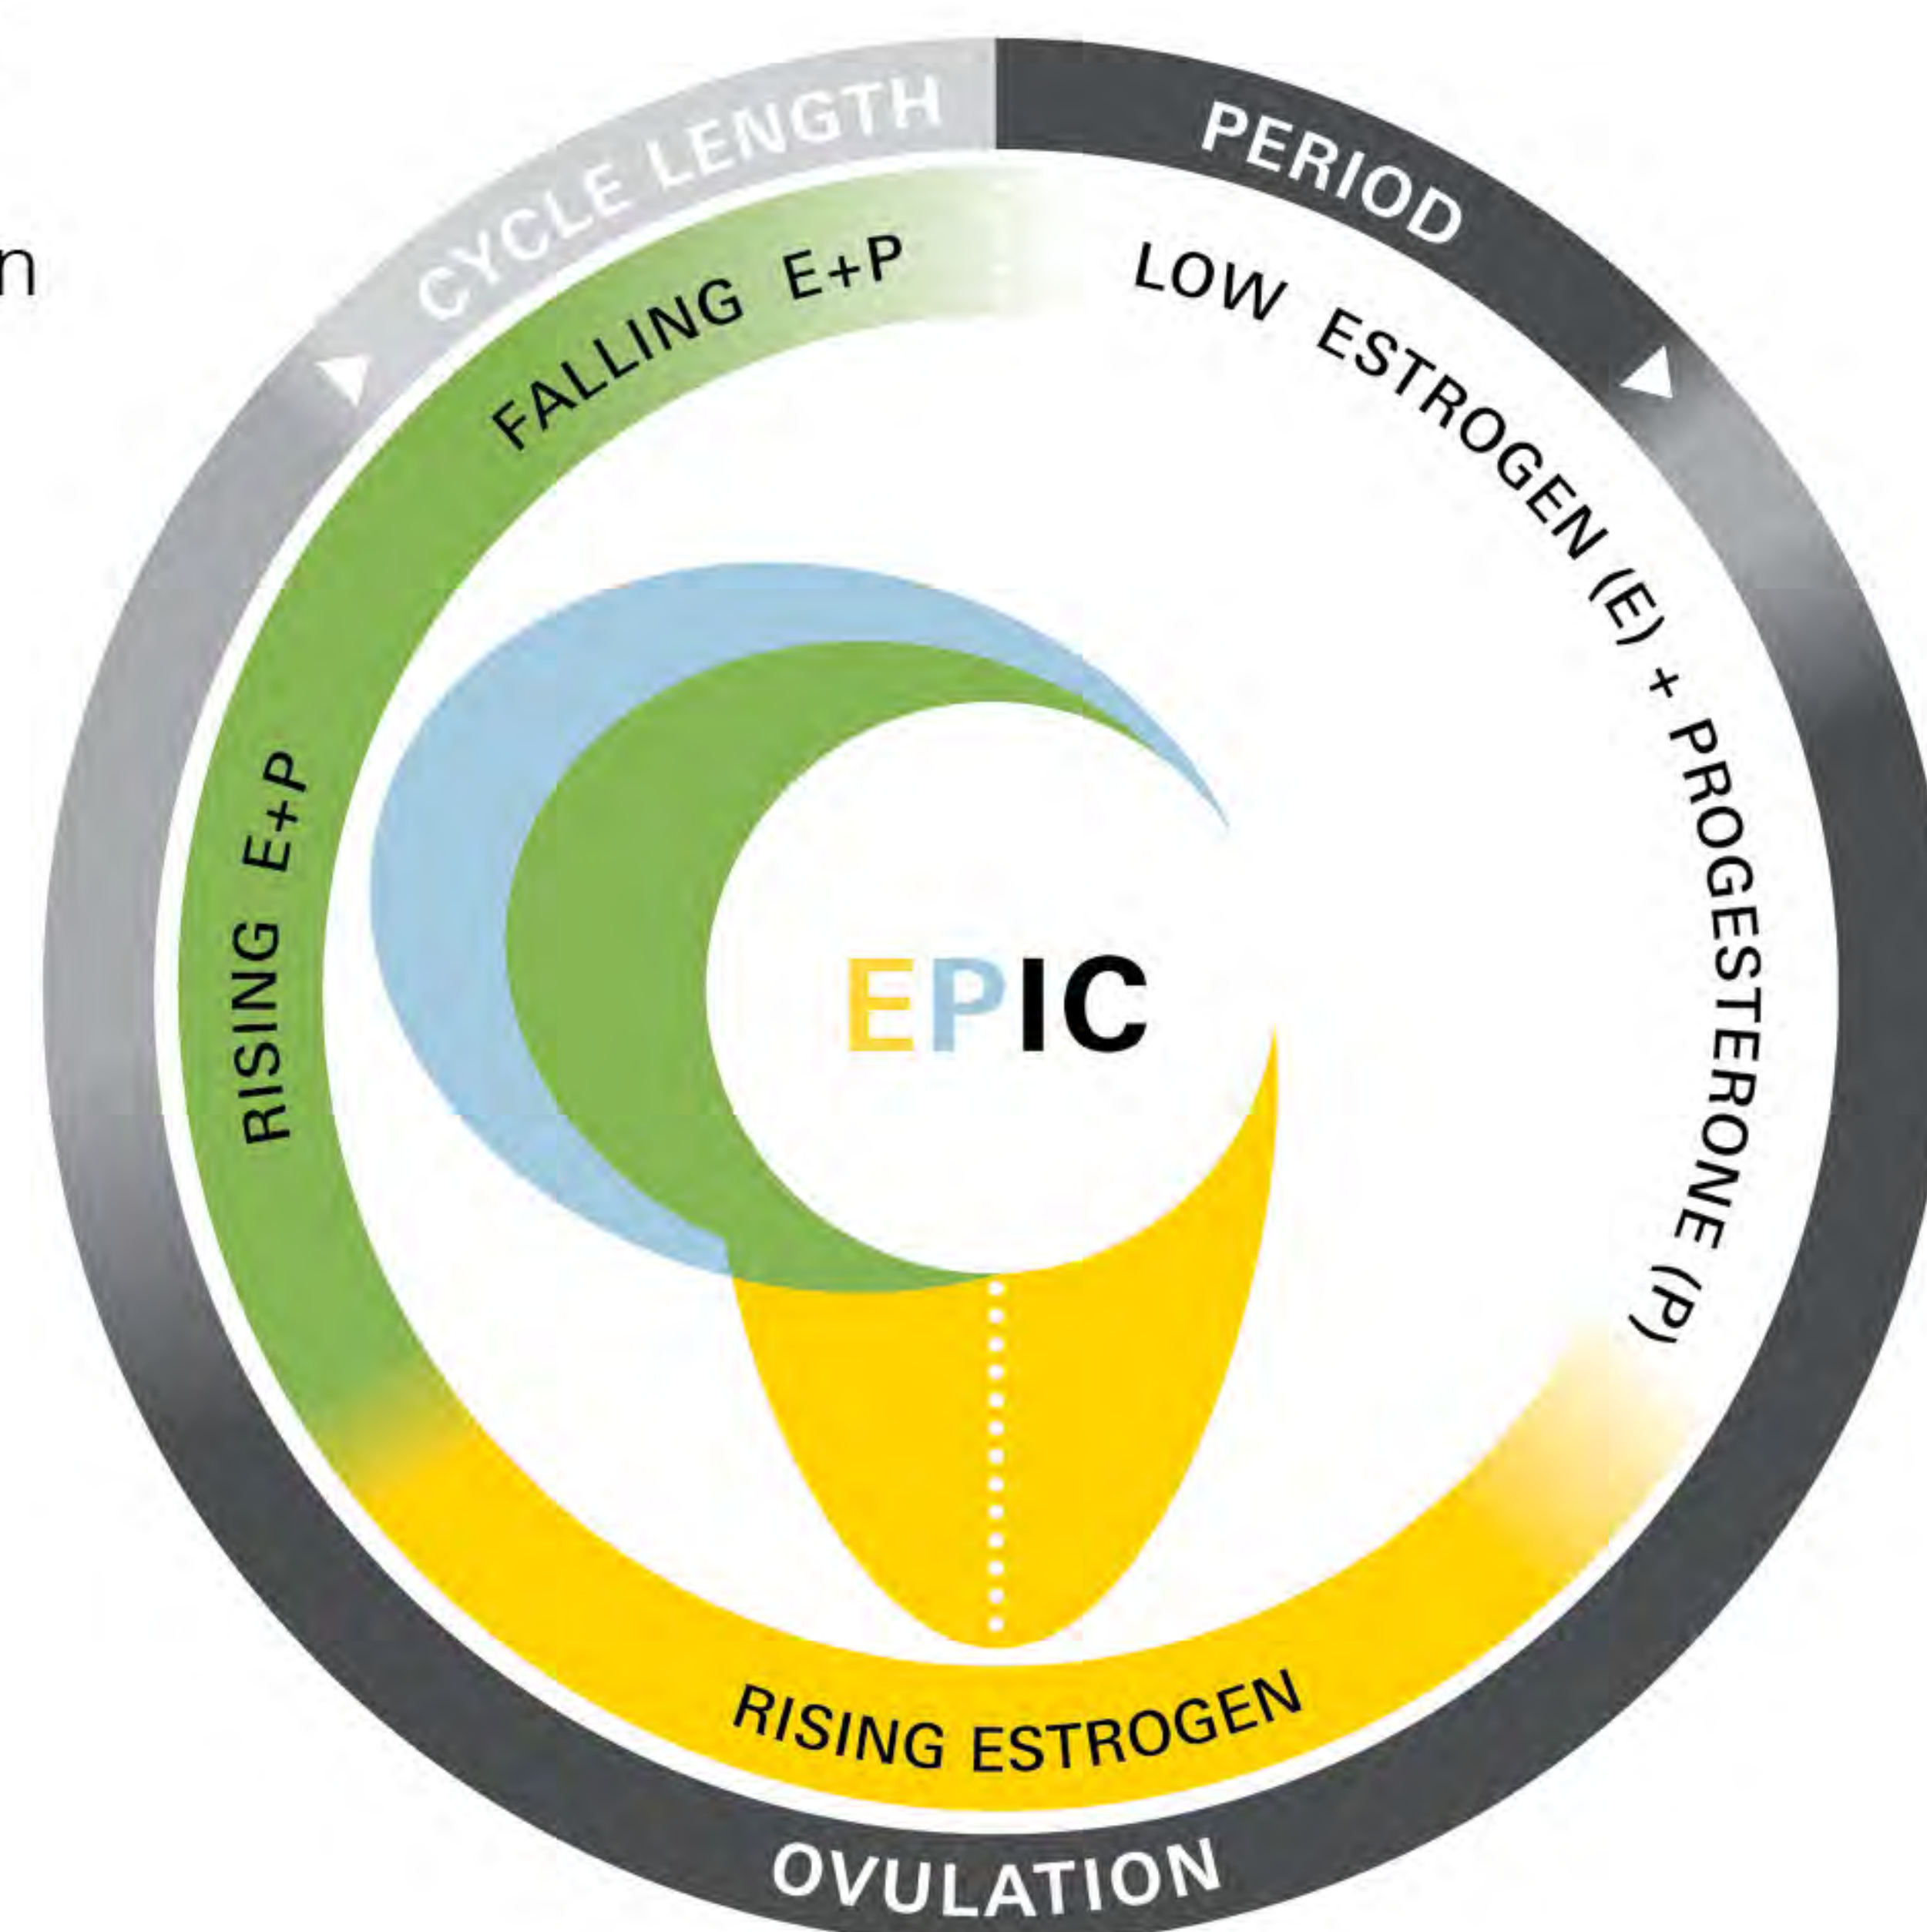 n
CYCLE LENGTH
PERIOD
FALLING E+P
LOW ESTROGEN (E) + PROGESTERONE (P)
RISING E+P
EPIC
RISING ESTROGEN
OVULATION